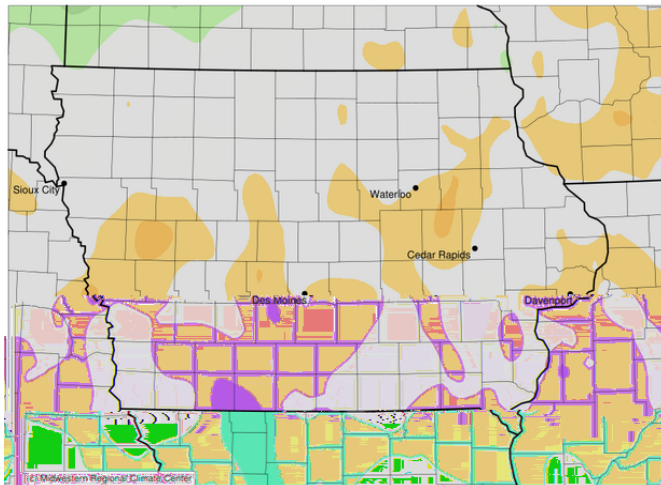 Sioux City
Waterloo
Cedar Rapids
Des Moines
Davenport
(c) Midwestern Regional Climate Center